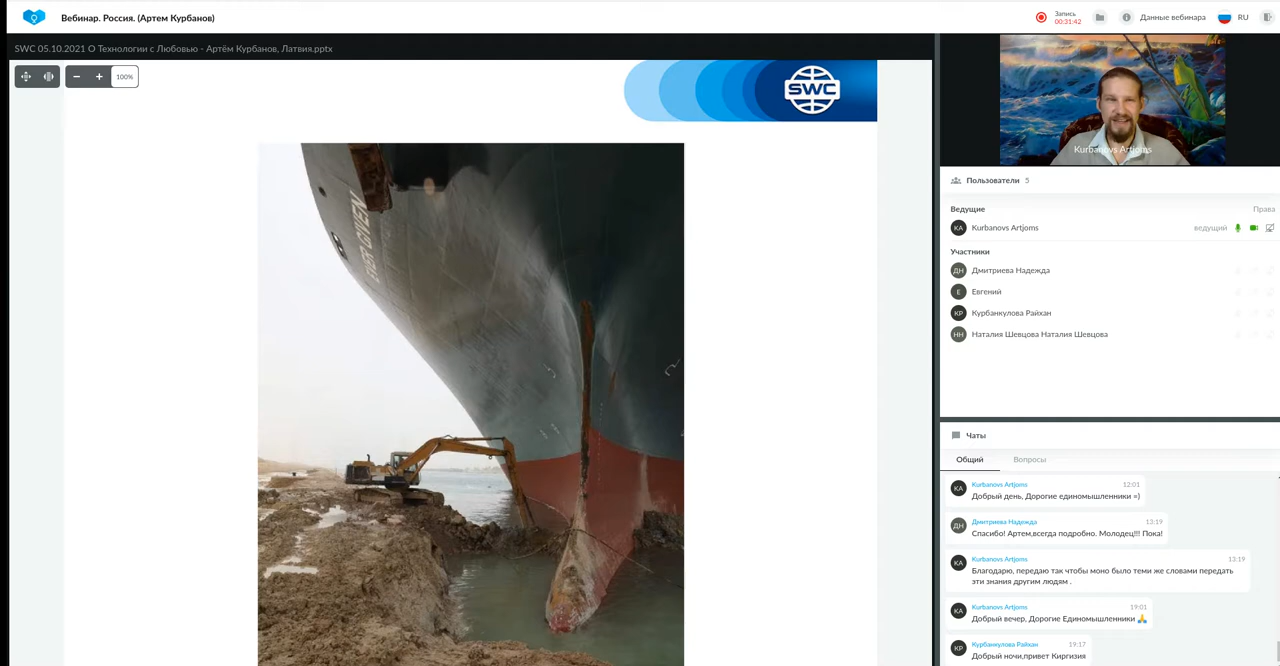 Вебинар. Россия. (Артем Курбанов)
Запись
00:31:42
Данные вебинара
RU
SWC 05.10.2021 О Технологии с Любовью - Артём Курбанов, Латвия.pptx
100%
SWC
EVER GIVEN
Kurbanovs Artjoms
Пользователи 5
Ведущие
Права
KA
Kurbanovs Artjoms
ведущий
Участники
ДН
Дмитриева Надежда
Е
Евгений
КР
Курбанкулова Райхан
НН
Наталия Шевцова Наталия Шевцова
Чаты
Общий
Вопросы
KA
Kurbanovs Artjoms
12:01
Добрый день, Дорогие единомышленники =)
ДН
Дмитриева Надежда
13:19
Спасибо! Артем,всегда подробно. Молодец!!! Пока!
KA
Kurbanovs Artjoms
13:19
Благодарю, передаю так чтобы моно было теми же словами передать
эти знания другим людям .
KA
Kurbanovs Artjoms
19:01
Добрый вечер, Дорогие Единомышленники 🙏
КР
Курбанкулова Райхан
19:17
Добрый ночи,привет Киргизия